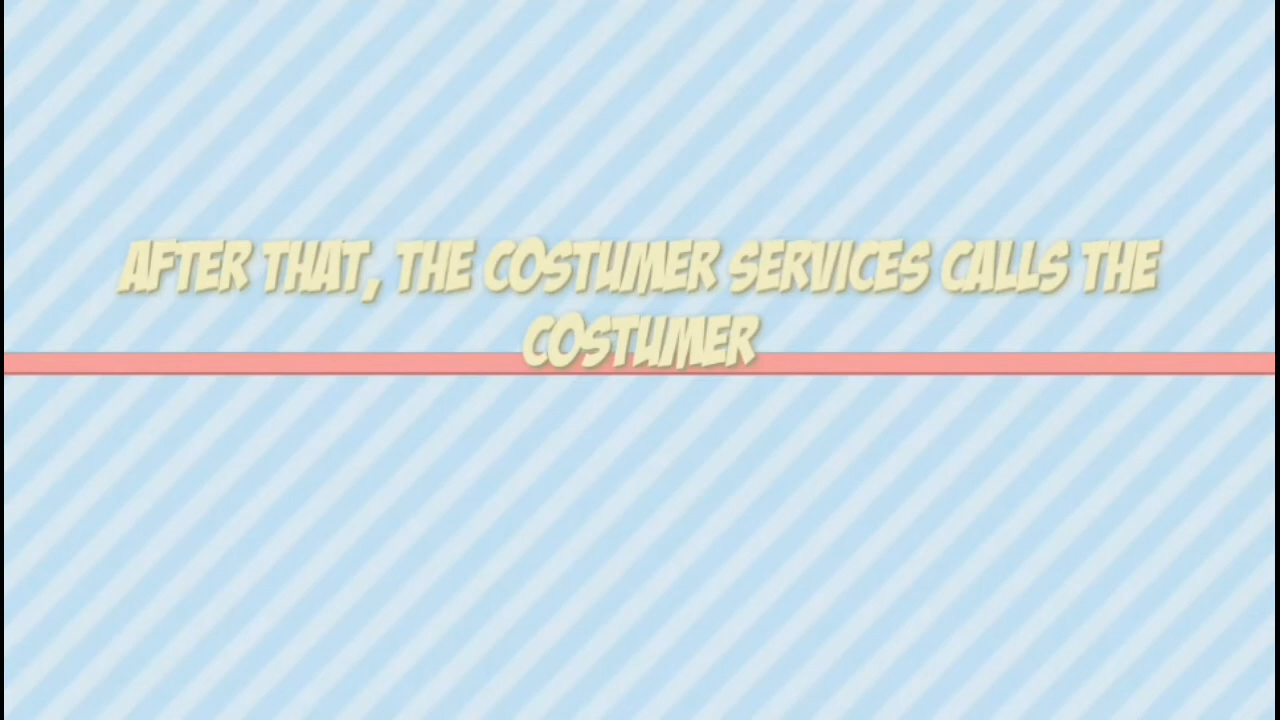 AFTER THAT, THE COSTUMER SERVICES CALLS THE
COSTUMER